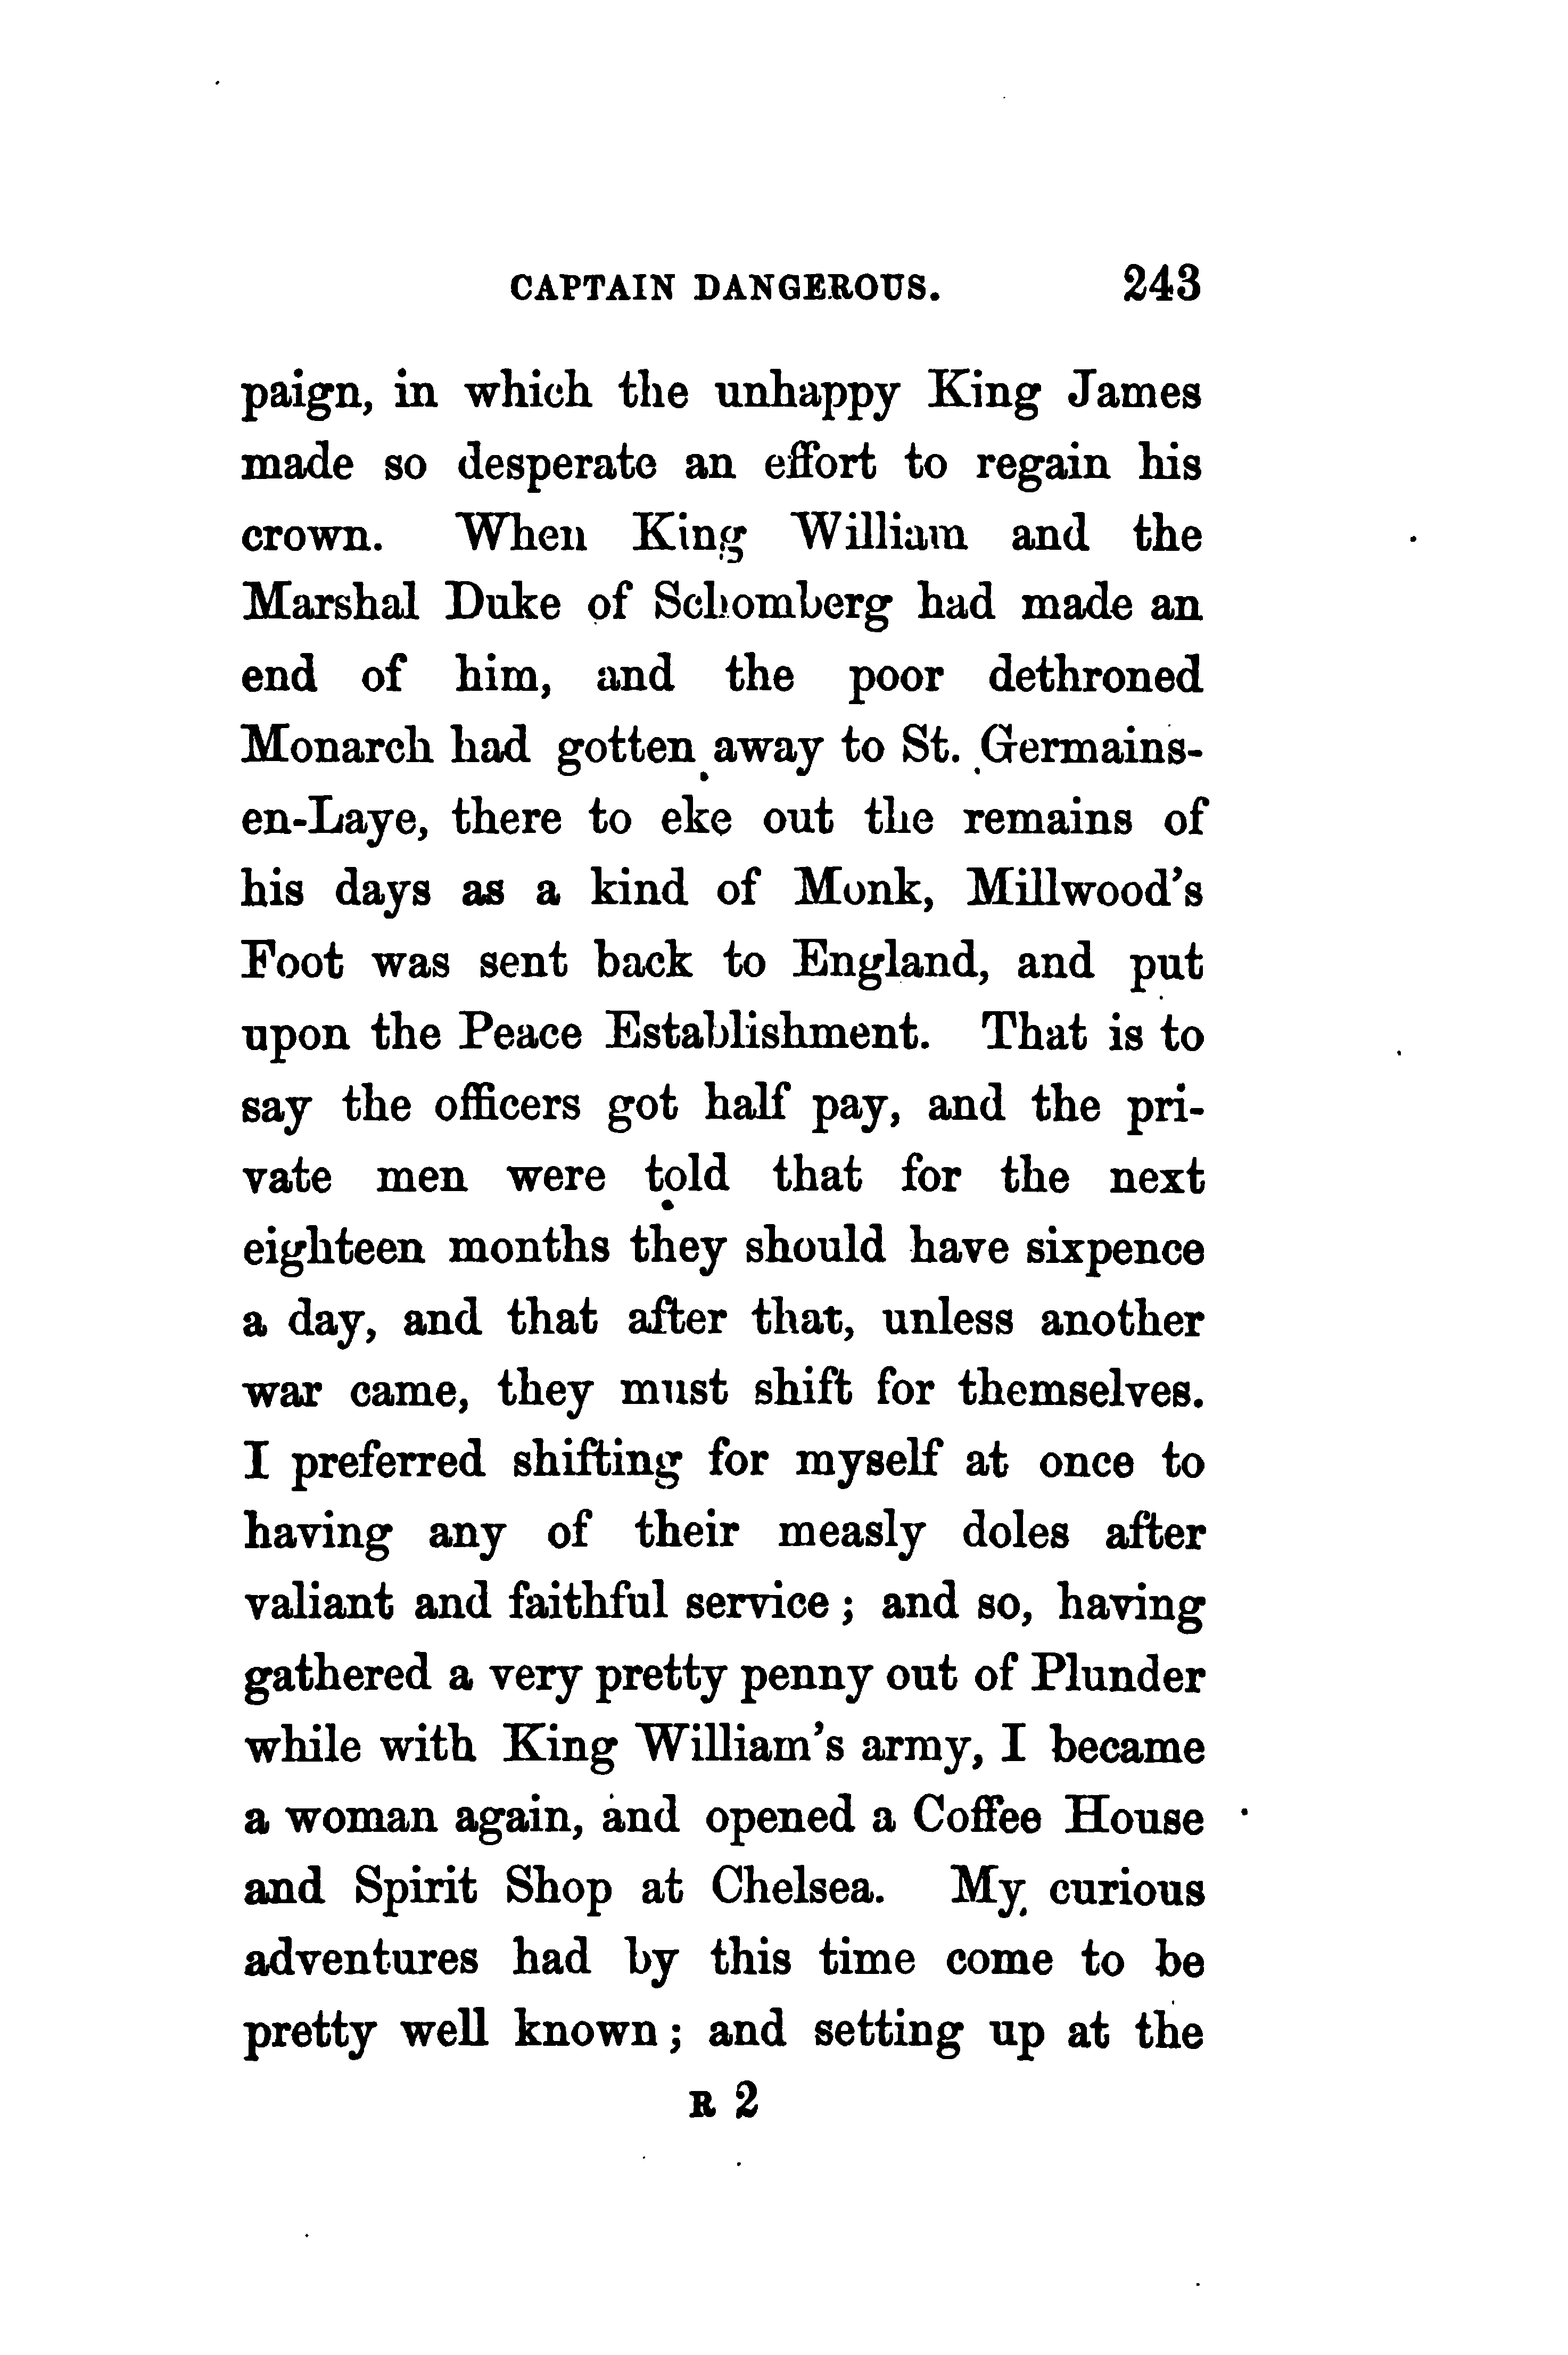 CAPTAIN DANGEROUS. 243
paign, in which the unhappy King James
made so desperate an effort to regain his
crown. When King William and the
Marshal Duke of Schomberg had made an
end of him, and the poor dethroned
Monarch had gotten away to St. Germains-
en-Laye, there to eke out the remains of
his days as a kind of Monk, Millwood's
Foot was sent back to England, and put
upon the Peace Establishment. That is to
say the officers got half pay, and the pri-
vate men were told that for the next
eighteen months they should have sixpence
a day, and that after that, unless another
war came, they must shift for themselves.
I preferred shifting for myself at once to
having any of their measly doles after
valiant and faithful service; and so, having
gathered a very pretty penny out of Plunder
while with King William's army, I became
a woman again, and opened a Coffee House
and Spirit Shop at Chelsea. My curious
adventures had by this time come to be
pretty well known; and setting up at the
R 2